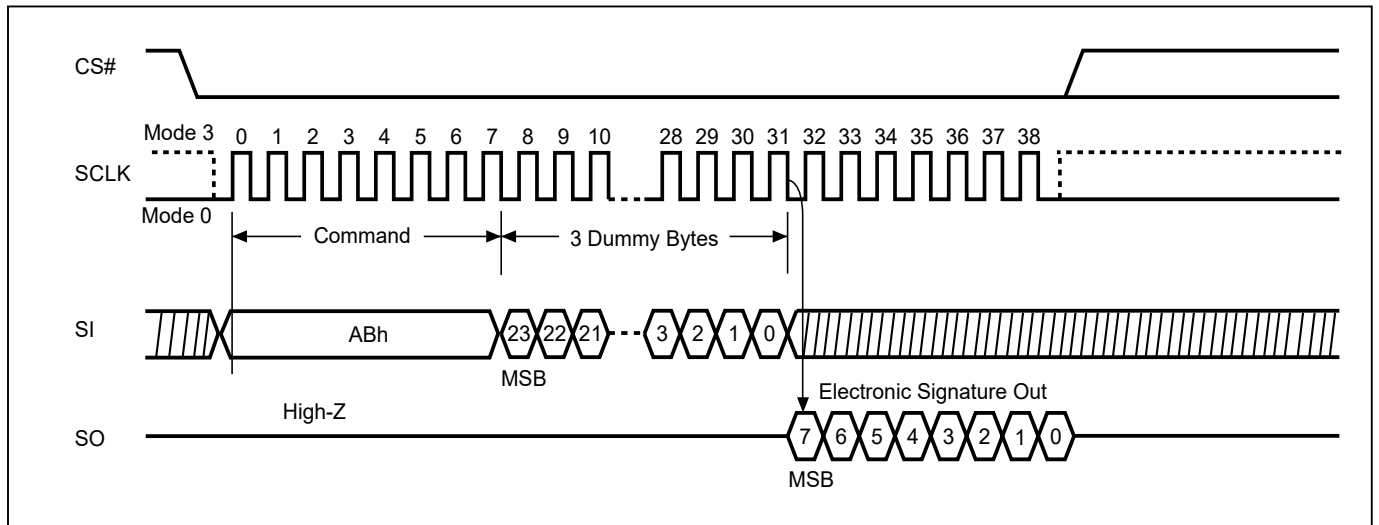 CS#
Mode 3 0 1 2 3 4 5 6 7 8 9 10 28 29 30 31 32 33 34 35 36 37 38
SCLK
Mode 0
Command 3 Dummy Bytes
SI ABh 23 22 21 3 2 1 0
MSB
Electronic Signature Out
High-Z
SO 7 6 5 4 3 2 1 0
MSB